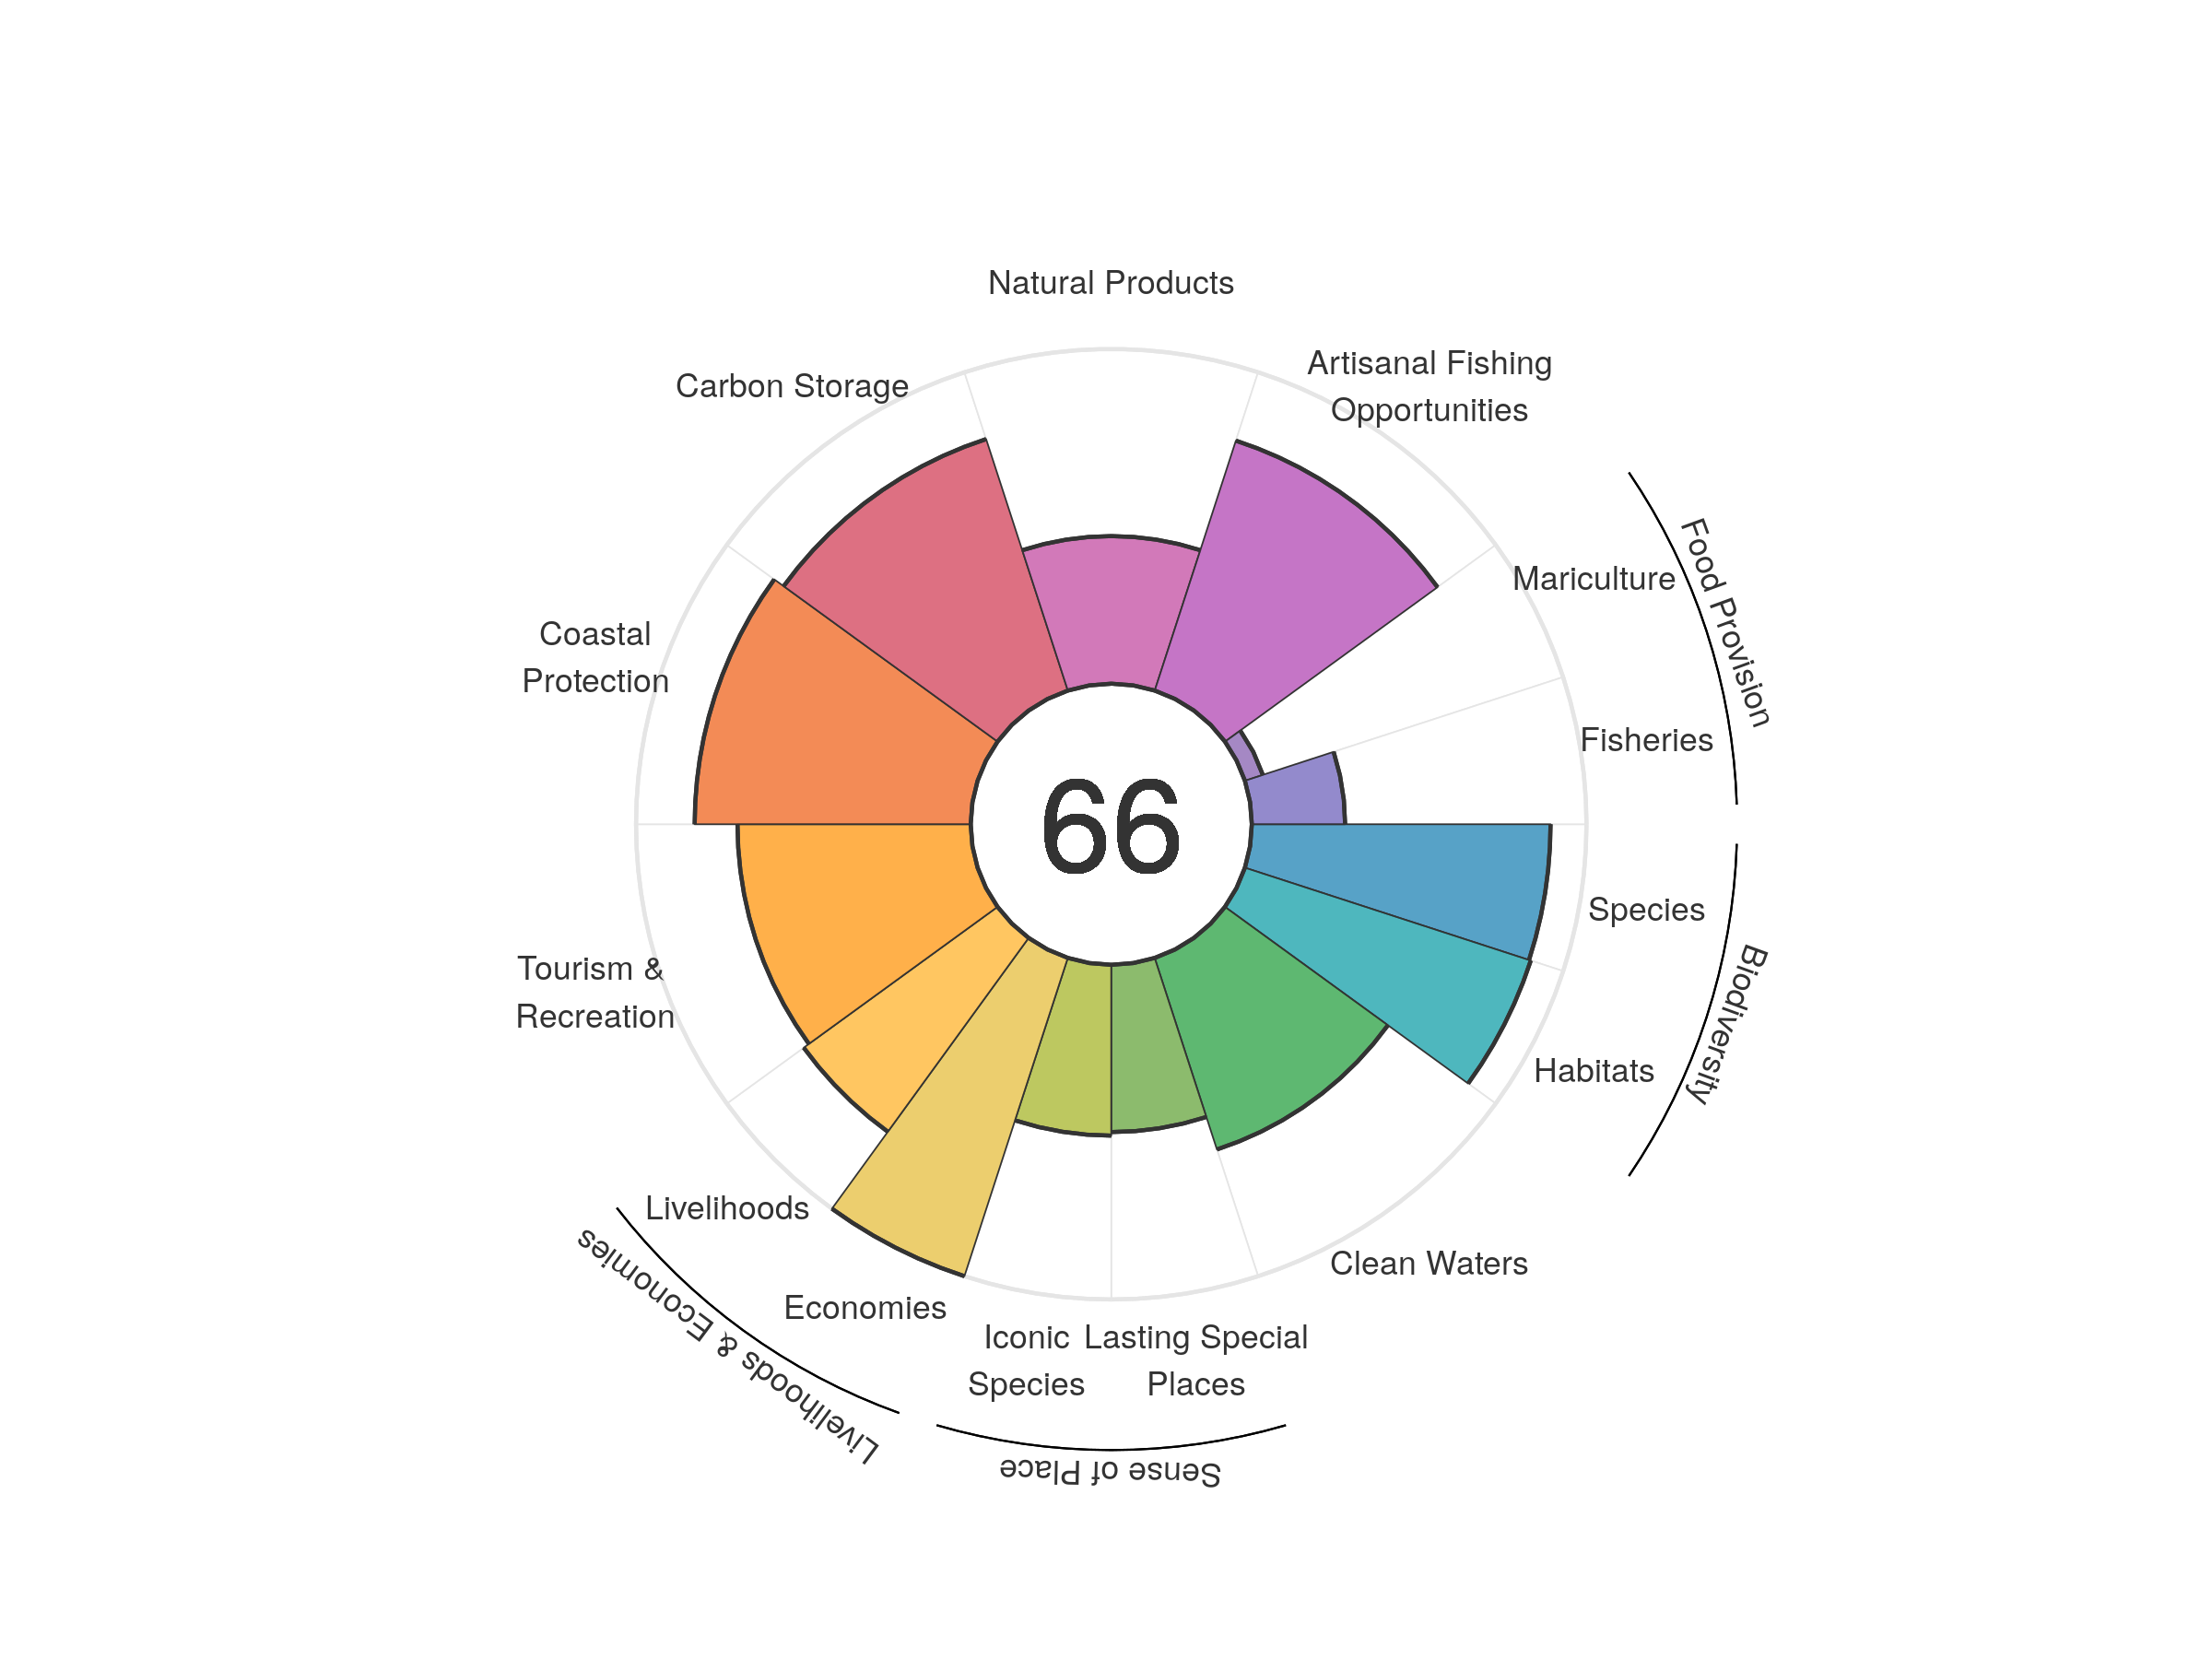 Natural Products
Artisanal Fishing
Opportunities
Carbon Storage
Mariculture
Food Provision
Coastal
Protection
Fisheries
66
Species
Biodiversity
Tourism &
Recreation
Habitats
Livelihoods
Clean Waters
Economies
Livelihoods & Economies
Iconic
Species
Lasting Special
Places
Sense of Place